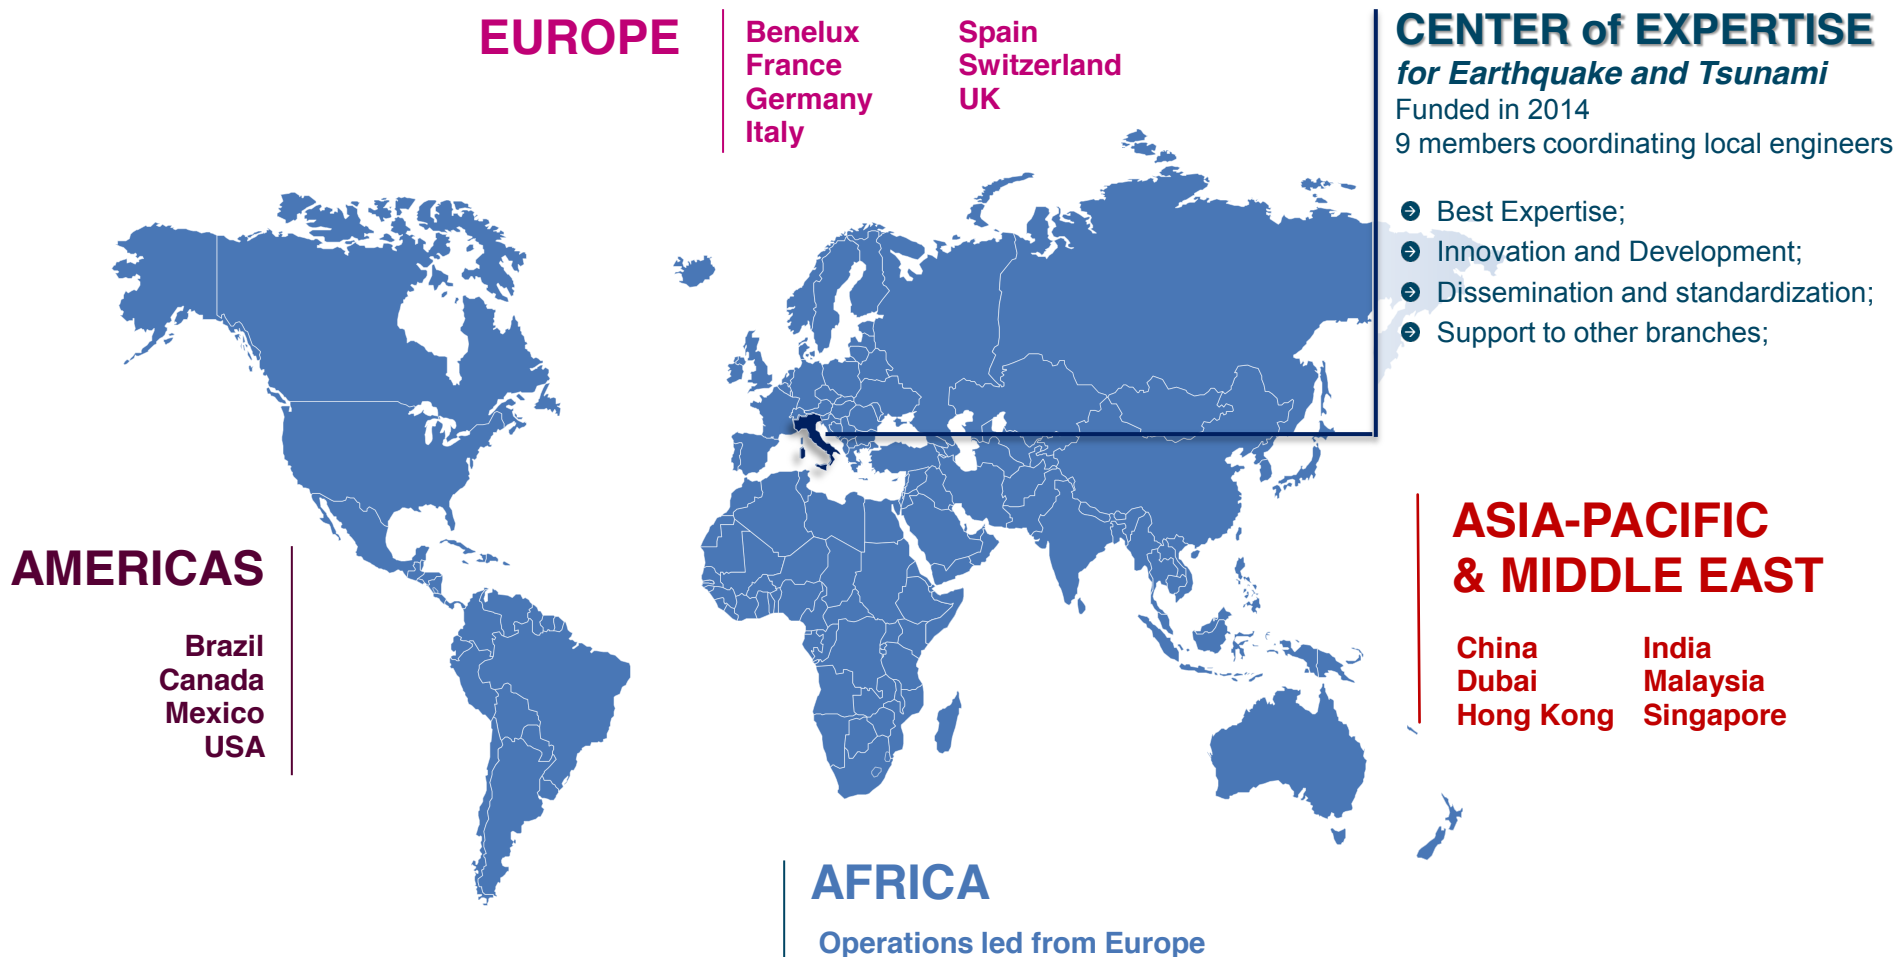 EUROPE
Benelux
France
Germany
Italy
Spain
Switzerland
UK
CENTER of EXPERTISE
for Earthquake and Tsunami
Funded in 2014
9 members coordinating local engineers
Best Expertise;
Innovation and Development;
Dissemination and standardization;
Support to other branches;
AMERICAS
Brazil
Canada
Mexico
USA
ASIA-PACIFIC
& MIDDLE EAST
China
Dubai
Hong Kong
India
Malaysia
Singapore
AFRICA
Operations led from Europe